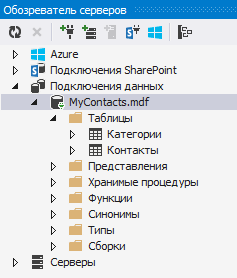 Обозреватель серверов
Azure
Подключения SharePoint
Подключения данных
MyContacts.mdf
Таблицы
Категории
Контакты
Представления
Хранимые процедуры
Функции
Синонимы
Типы
Сборки
Серверы